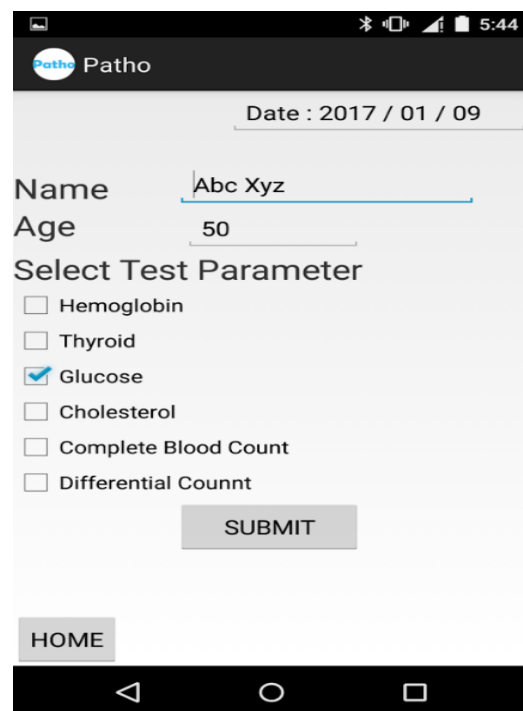 5:44
Patho Patho
Date : 2017 / 01 / 09
Name Abc Xyz
Age 50
Select Test Parameter
Hemoglobin
Thyroid
Glucose
Cholesterol
Complete Blood Count
Differential Counnt
SUBMIT
HOME